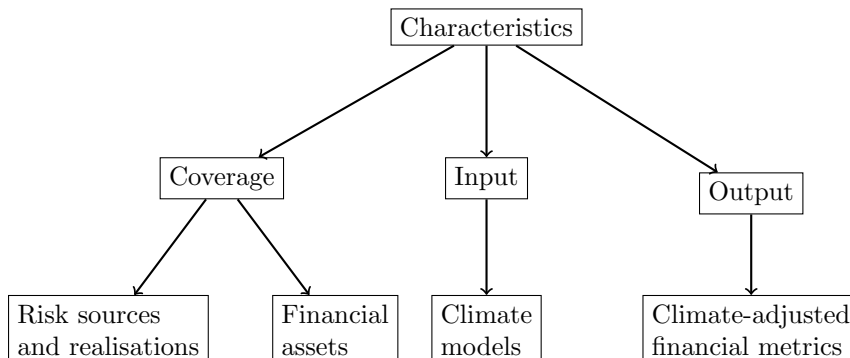 Characteristics
Coverage
Input
Output
Risk sources
and realisations
Financial
assets
Climate
models
Climate-adjusted
financial metrics